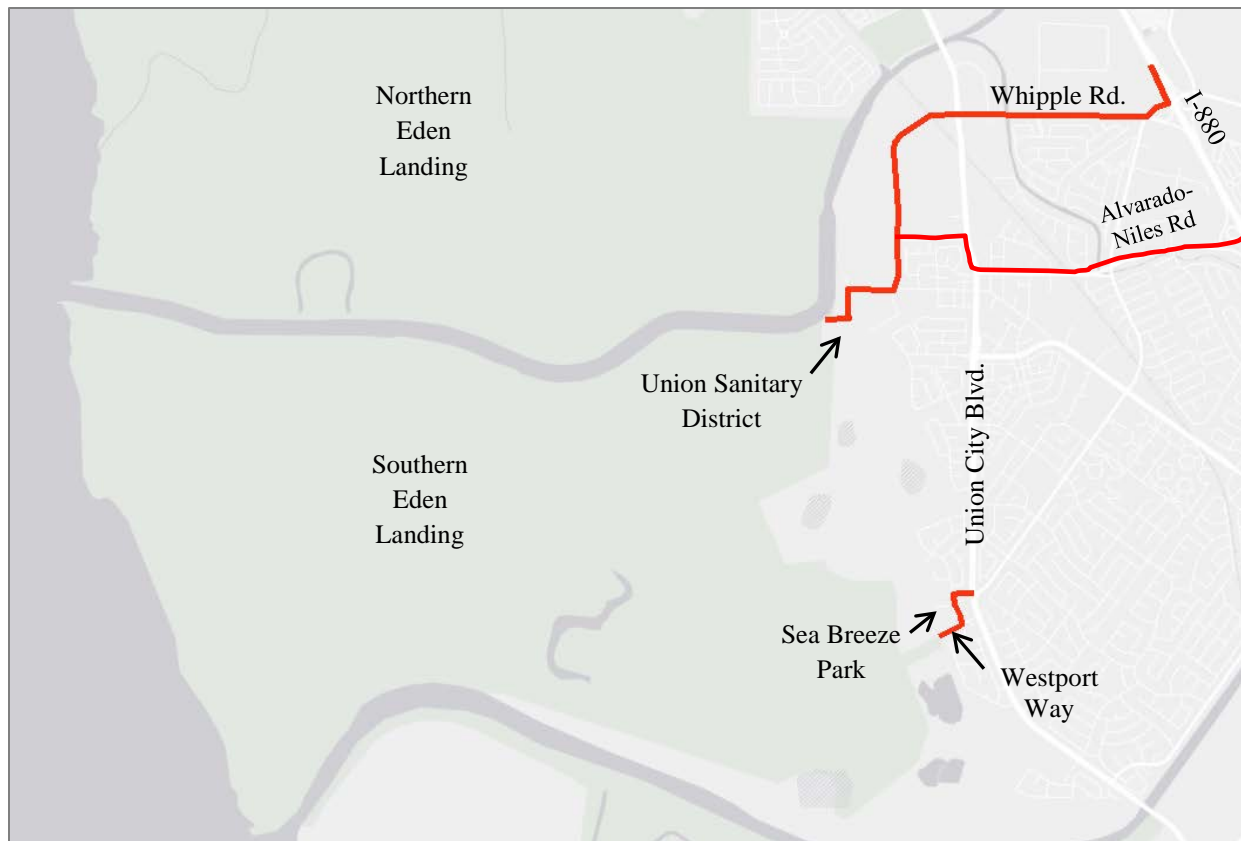 Northern
Eden
Landing
Whipple Rd.
I-880
Alvarado-
Niles Rd
Union Sanitary
District
Union City Blvd.
Southern
Eden
Landing
Sea Breeze
Park
Westport
Way